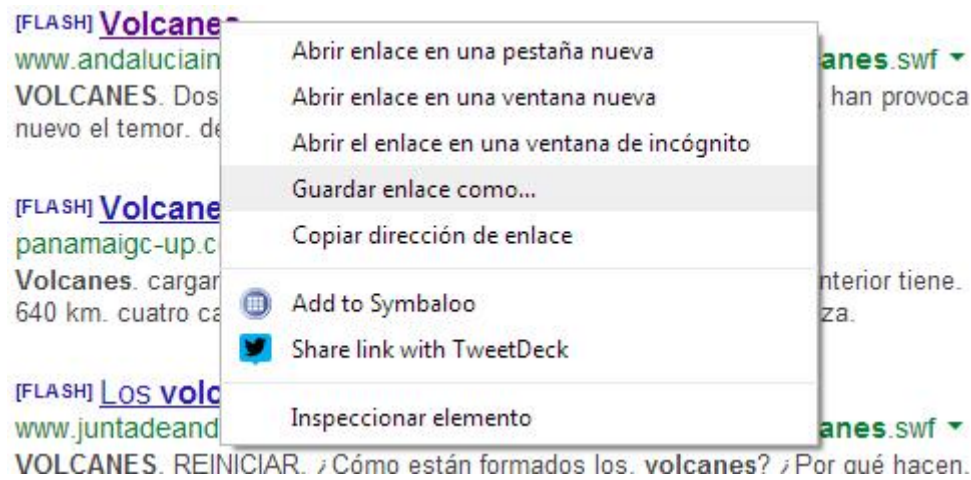 [FLASH] Volcanes
www.andaluciain
anes.swf
VOLCANES. Dos
, han provoca
nuevo el temor. de
[FLASH] Volcane
panamaigc-up.c
Volcanes. cargar
nterior tiene.
640 km. cuatro ca
za.
[FLASH] Los volc
www.juntadeand
anes.swf
VOLCANES. REINICIAR. ¿Cómo están formados los. volcanes? ¿Por qué hacen.
Abrir enlace en una pestaña nueva
Abrir enlace en una ventana nueva
Abrir el enlace en una ventana de incógnito
Guardar enlace como...
Copiar dirección de enlace
Add to Symbaloo
Share link with TweetDeck
Inspeccionar elemento